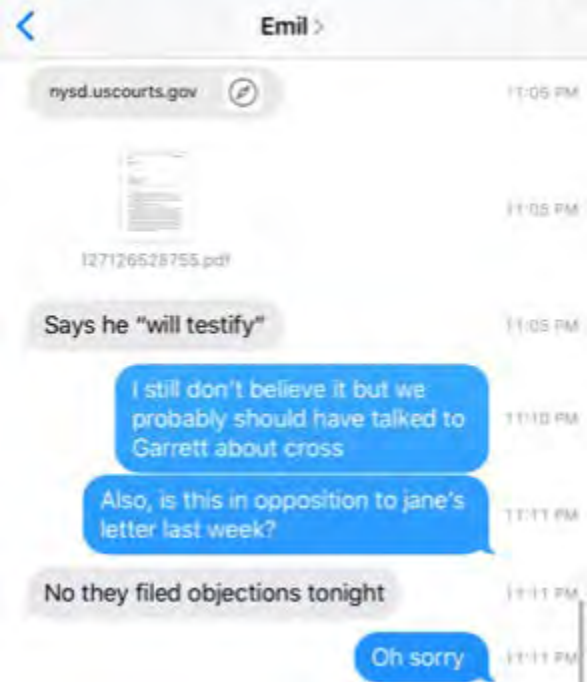 Emil >
nysd.uscourts.gov
11:05 PM
11:05 PM
127126528755.pdf
Says he “will testify”
11:05 PM
I still don't believe it but we
probably should have talked to
Garrett about cross
11:10 PM
Also, is this in opposition to jane's
letter last week?
11:11 PM
No they filed objections tonight
11:11 PM
Oh sorry
11:11 PM